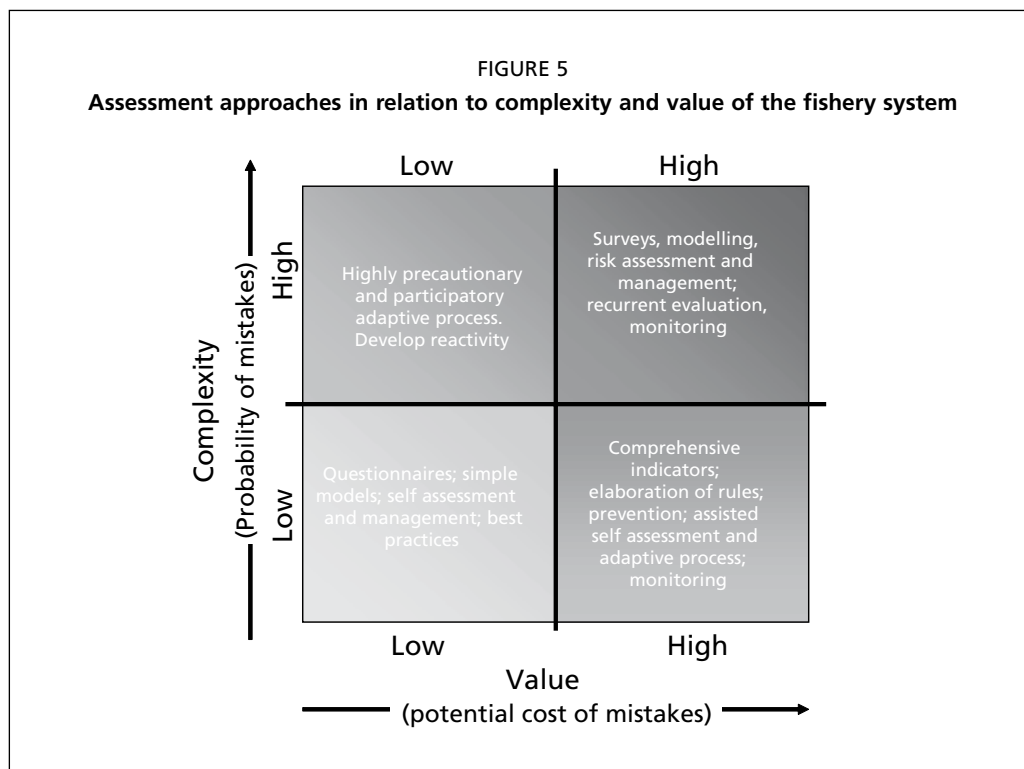 FIGURE 5
Assessment approaches in relation to complexity and value of the fishery system
Low
High
Complexity
(Probability of mistakes)
High
Low
Highly precautionary
and participatory
adaptive process.
Develop reactivity
Surveys, modelling,
risk assessment and
management;
recurrent evaluation,
monitoring
Questionnaires; simple
models; self assessment
and management; best
practices
Comprehensive
indicators;
elaboration of rules;
prevention; assisted
self assessment and
adaptive process;
monitoring
Low
High
Value
(potential cost of mistakes)